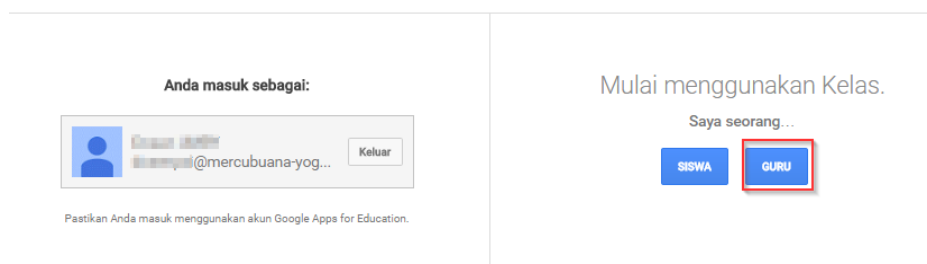 Anda masuk sebagai:
@mercubuana-yog...
Keluar
Pastikan Anda masuk menggunakan akun Google Apps for Education.
Mulai menggunakan Kelas.
Saya seorang...
SISWA
GURU